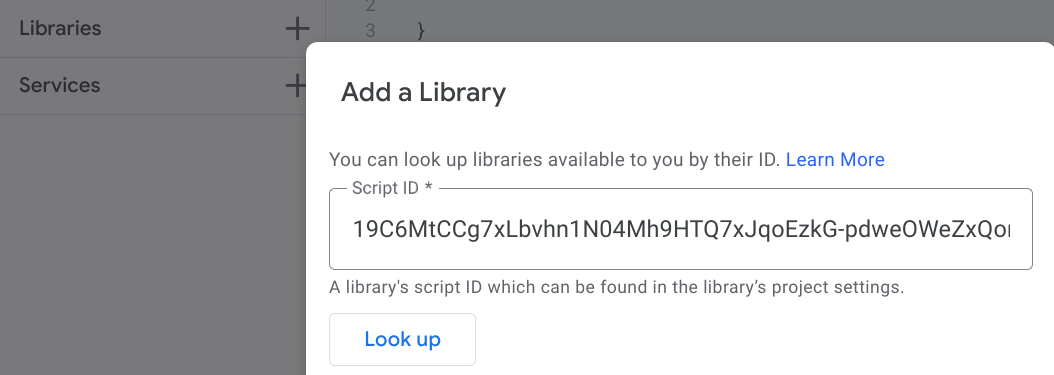 Libraries
Services
2
3 }
Add a Library
You can look up libraries available to you by their ID. Learn More
Script ID *
19C6MtCCg7xLbvhn1N04Mh9HTQ7xJqoEzkG-pdweOWeZxQo
A library's script ID which can be found in the library’s project settings.
Look up